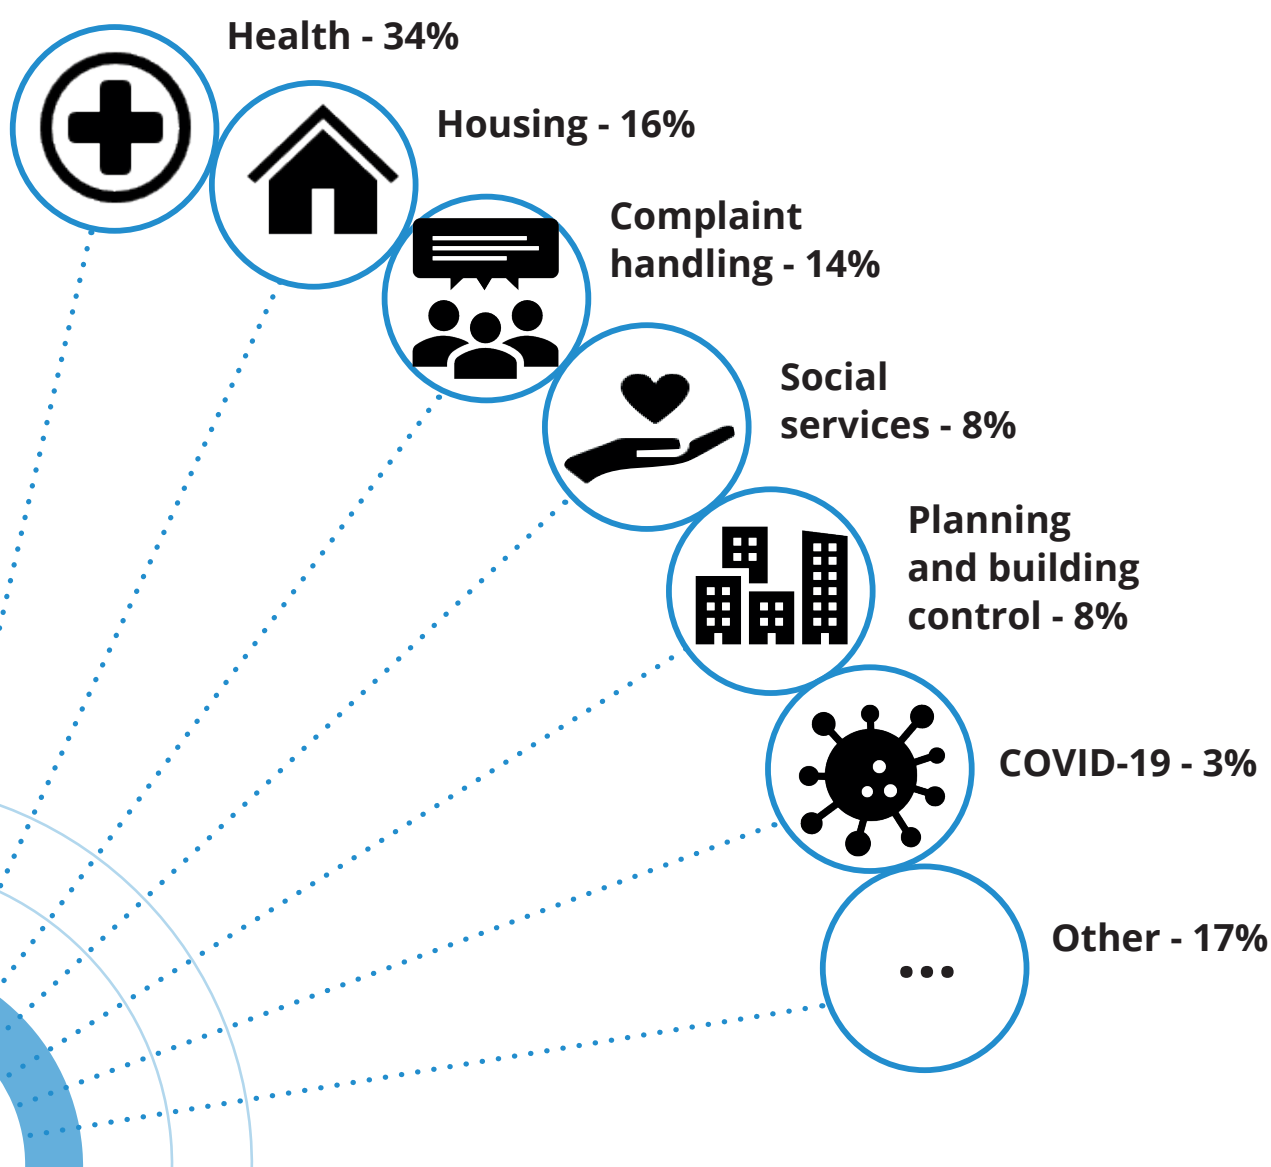 Health - 34%
Housing - 16%
Complaint
handling - 14%
Social
services - 8%
Planning
and building
control - 8%
COVID-19 - 3%
Other - 17%